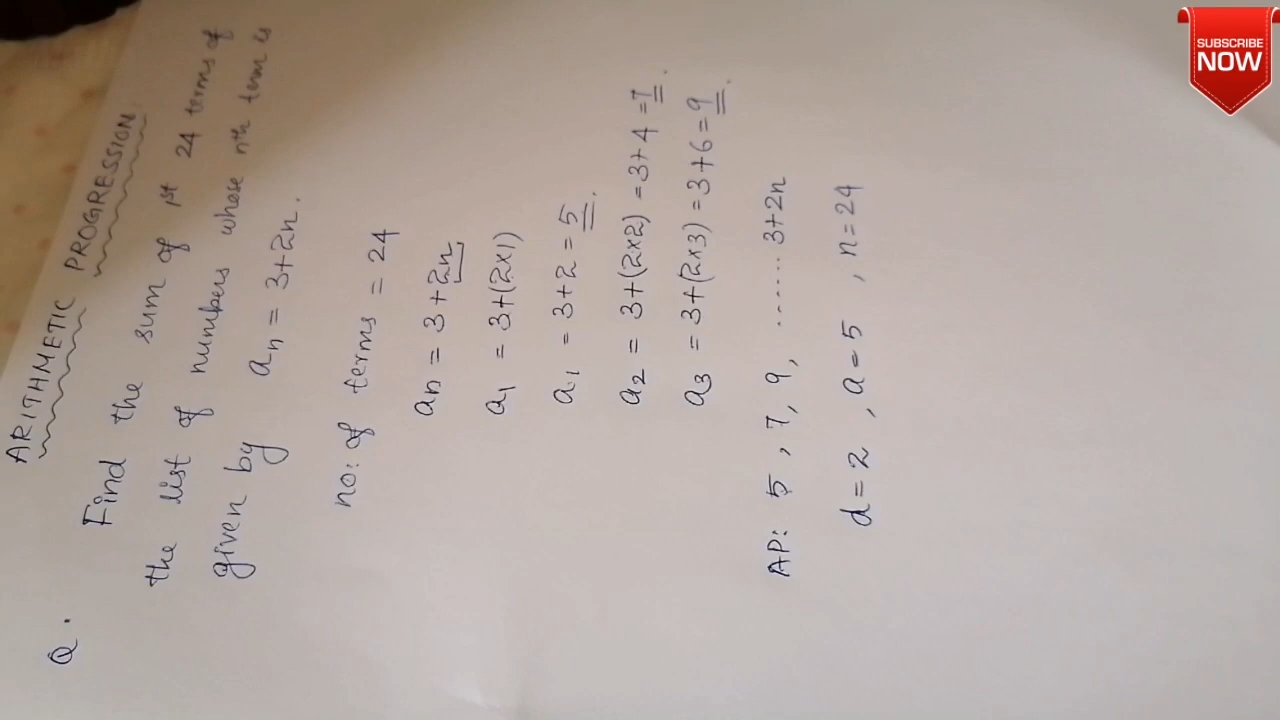 ARITHMETIC PROGRESSION
Q. Find the sum of 1st 24 terms of
the list of numbers whose nth term is
given by an = 3+2n.
no: of terms = 24
an = 3+2n
a1 = 3+(2×1)
a1 = 3+2 = 5.
a2 = 3+(2×2) = 3+4 = 7.
a3 = 3+(2×3) = 3+6 = 9.
AP: 5, 7, 9, ....... 3+2n
d = 2, a = 5, n = 24
SUBSCRIBE
NOW